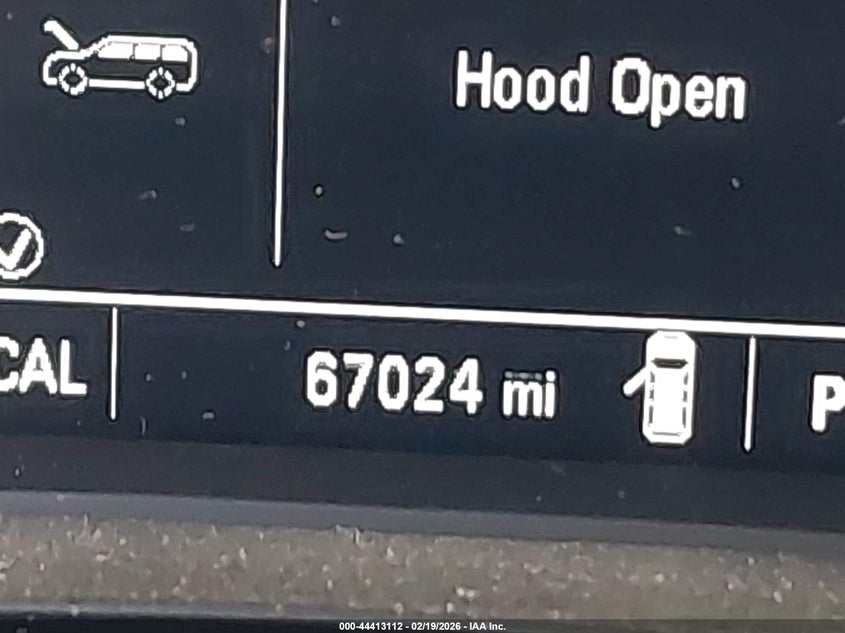 Hood Open
CAL
67024 mi
P
000-44413112 - 02/19/2026 - IAA Inc.